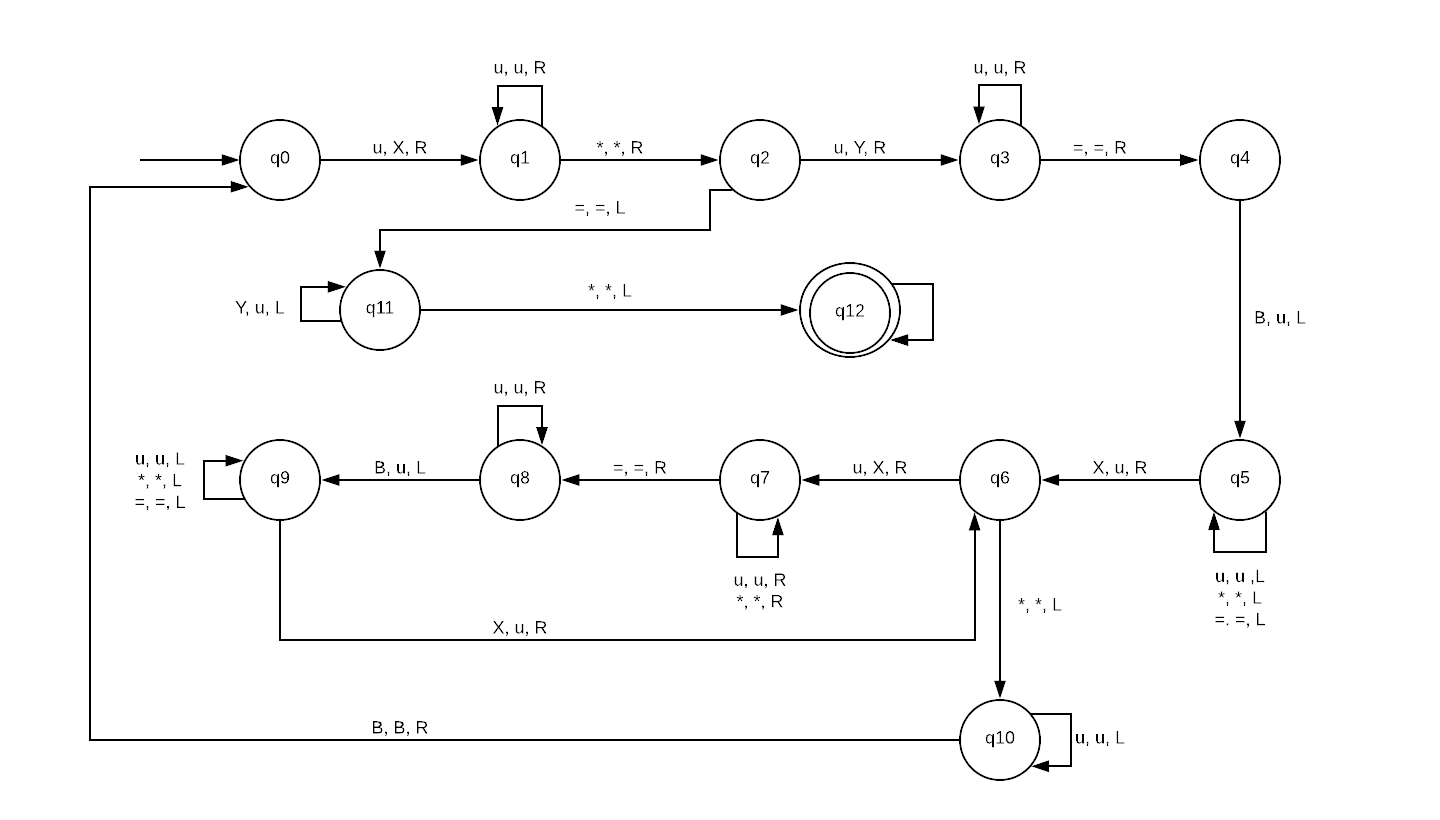 u, u, R
u, u, R
q0
u, X, R
q1
*, *, R
q2
u, Y, R
q3
=, =, R
q4
=, =, L
Y, u, L
q11
*, *, L
q12
B, u, L
u, u, R
u, u, L
*, *, L
=, =, L
q9
B, u, L
q8
=, =, R
q7
u, X, R
q6
X, u, R
q5
u, u, R
*, *, R
u, u ,L
*, *, L
=. =, L
X, u, R
*, *, L
B, B, R
q10
u, u, L